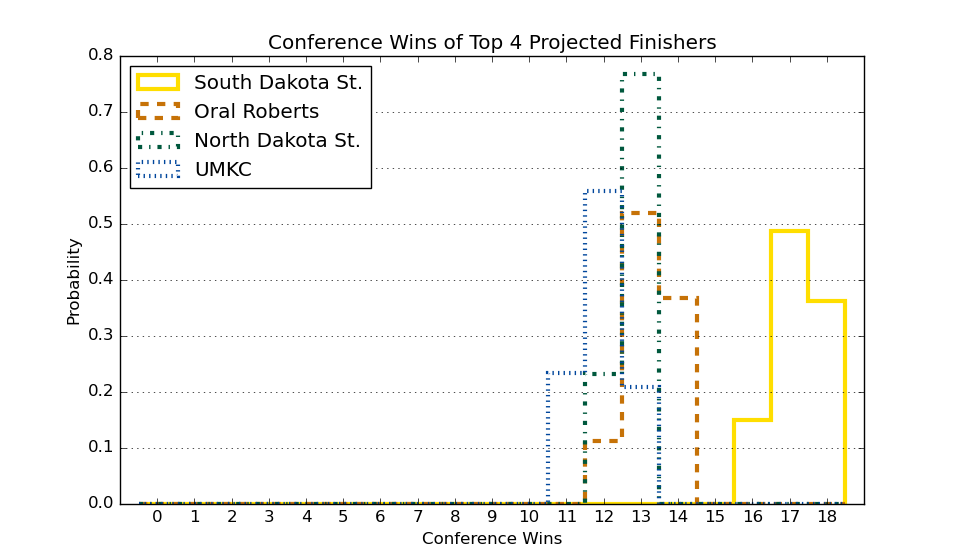 Conference Wins of Top 4 Projected Finishers
0.8
0.7
0.6
0.5
0.4
0.3
0.2
0.1
0.0
Probability
South Dakota St.
Oral Roberts
North Dakota St.
UMKC
0 1 2 3 4 5 6 7 8 9 10 11 12 13 14 15 16 17 18
Conference Wins